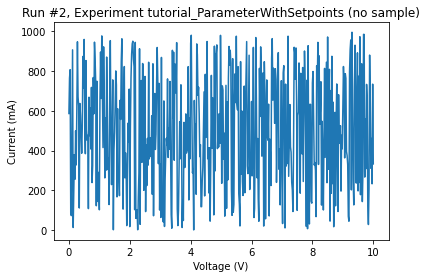 Run #2, Experiment tutorial_ParameterWithSetpoints (no sample)
1000
800
600
400
200
0
Current (mA)
0 2 4 6 8 10
Voltage (V)